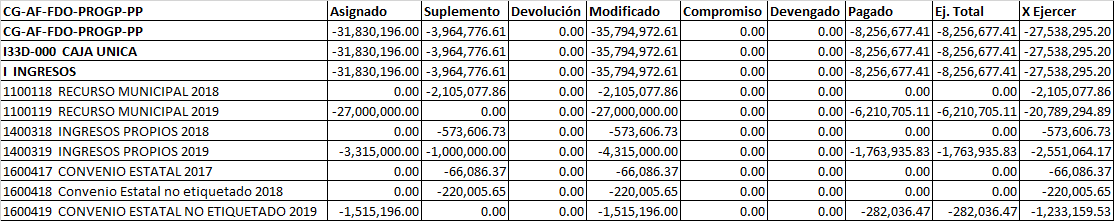 CG-AF-FDO-PROGP-PP Asignado Suplemento Devolución Modificado Compromiso Devengado Pagado Ej. Total X Ejercer
CG-AF-FDO-PROGP-PP -31,830,196.00 -3,964,776.61 0.00 -35,794,972.61 0.00 0.00 -8,256,677.41 -8,256,677.41 -27,538,295.20
I33D-000 CAJA UNICA -31,830,196.00 -3,964,776.61 0.00 -35,794,972.61 0.00 0.00 -8,256,677.41 -8,256,677.41 -27,538,295.20
I INGRESOS -31,830,196.00 -3,964,776.61 0.00 -35,794,972.61 0.00 0.00 -8,256,677.41 -8,256,677.41 -27,538,295.20
1100118 RECURSO MUNICIPAL 2018 0.00 -2,105,077.86 0.00 -2,105,077.86 0.00 0.00 0.00 0.00 -2,105,077.86
1100119 RECURSO MUNICIPAL 2019 -27,000,000.00 0.00 0.00 -27,000,000.00 0.00 0.00 -6,210,705.11 -6,210,705.11 -20,789,294.89
1400318 INGRESOS PROPIOS 2018 0.00 -573,606.73 0.00 -573,606.73 0.00 0.00 0.00 0.00 -573,606.73
1400319 INGRESOS PROPIOS 2019 -3,315,000.00 -1,000,000.00 0.00 -4,315,000.00 0.00 0.00 -1,763,935.83 -1,763,935.83 -2,551,064.17
1600417 CONVENIO ESTATAL 2017 0.00 -66,086.37 0.00 -66,086.37 0.00 0.00 0.00 0.00 -66,086.37
1600418 Convenio Estatal no etiquetado 2018 0.00 -220,005.65 0.00 -220,005.65 0.00 0.00 0.00 0.00 -220,005.65
1600419 CONVENIO ESTATAL NO ETIQUETADO 2019 -1,515,196.00 0.00 0.00 -1,515,196.00 0.00 0.00 -282,036.47 -282,036.47 -1,233,159.53